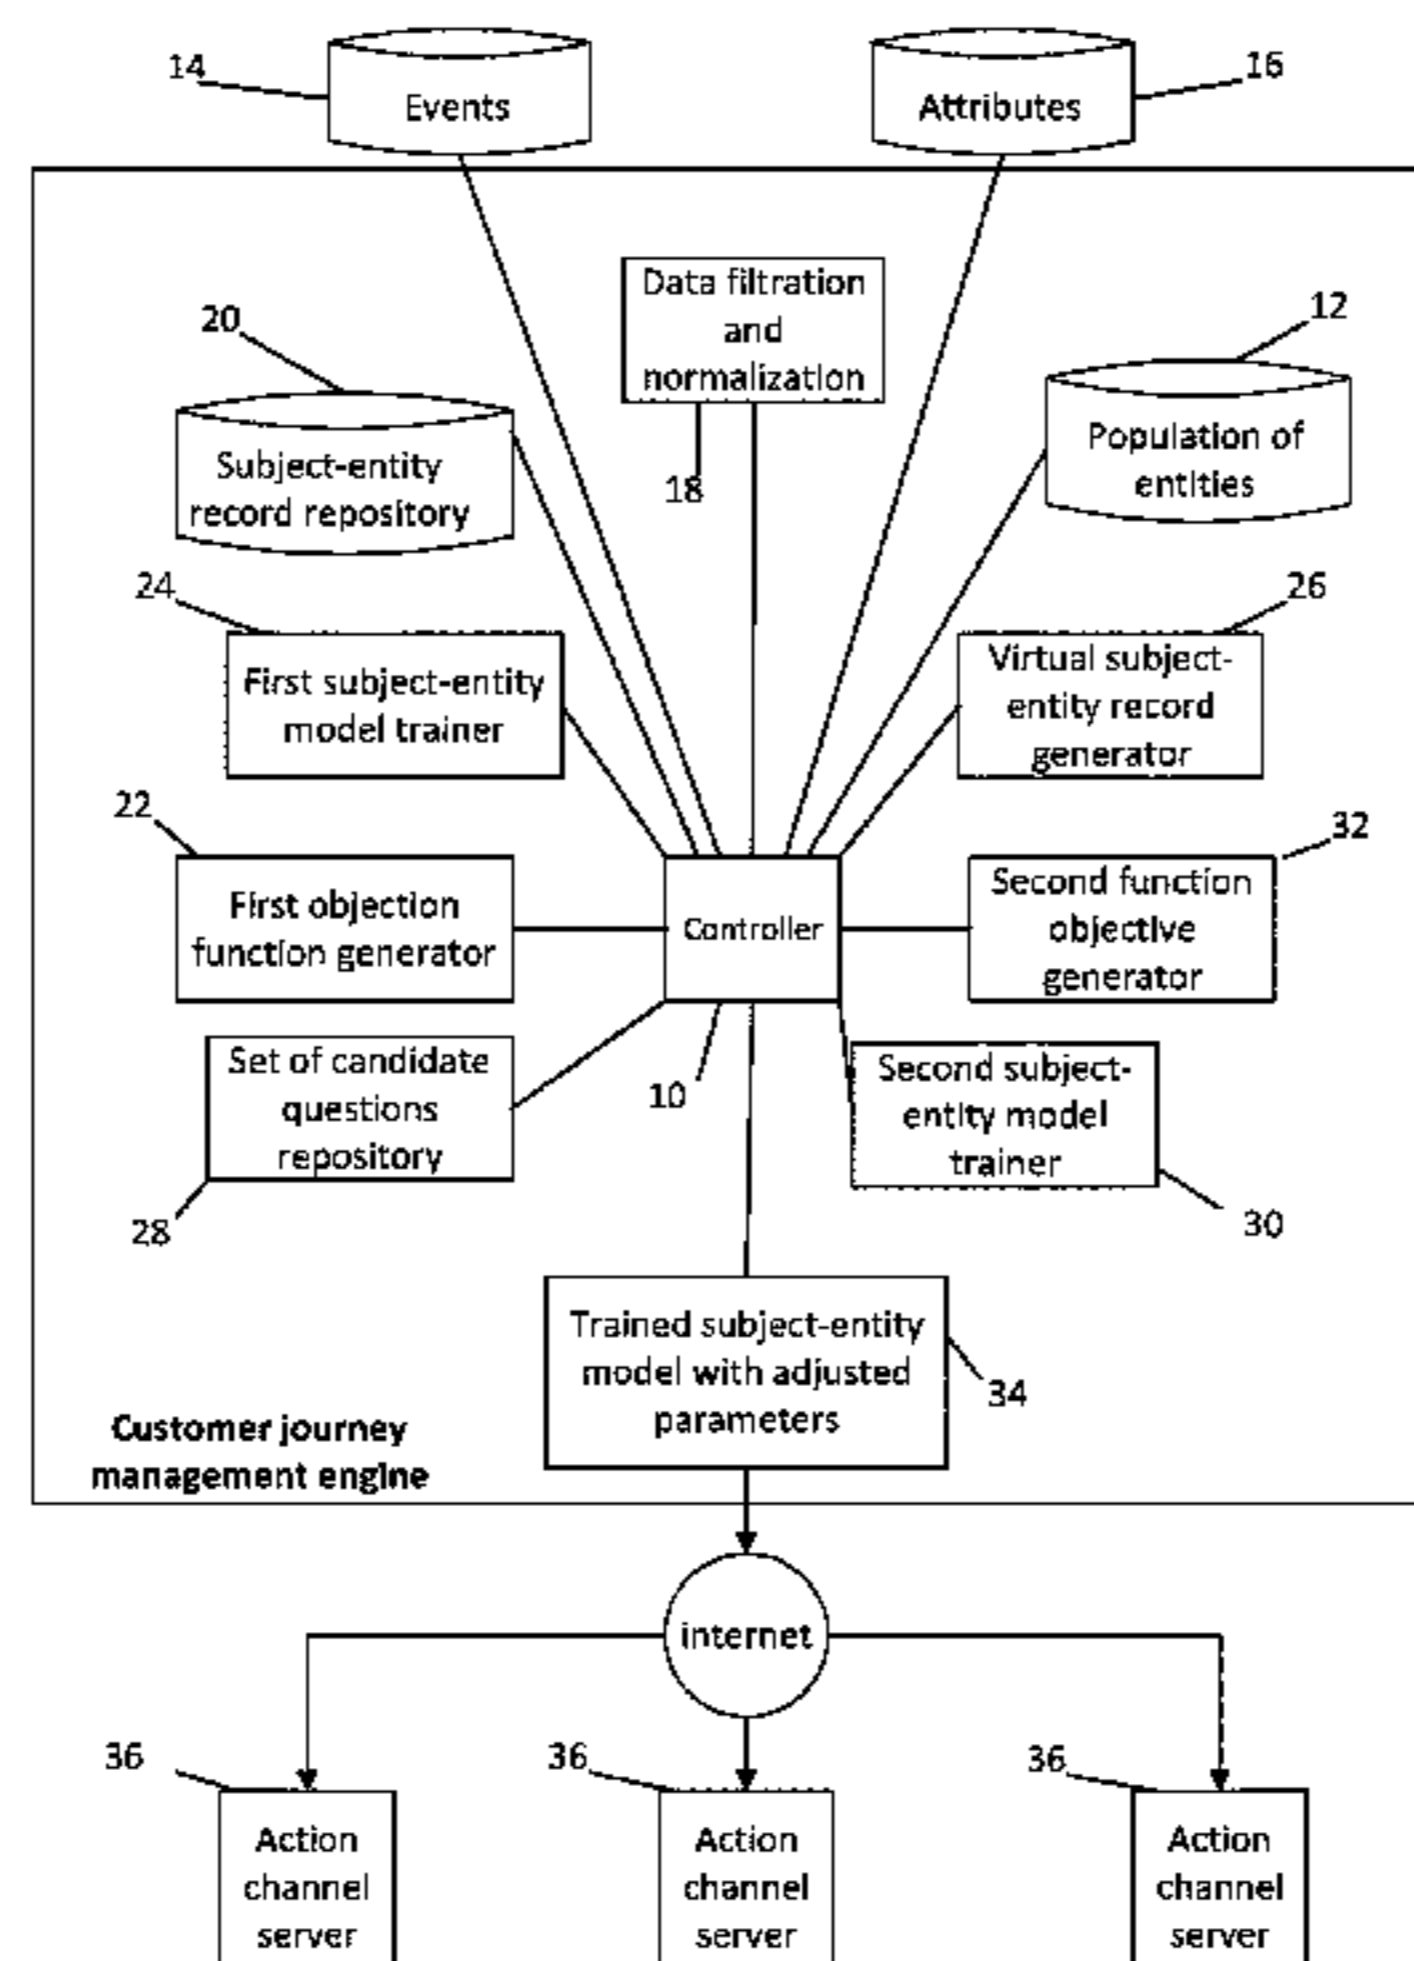 14
Events
Attributes
16
Data filtration
and
normalization
18
20
Subject-entity
record repository
12
Population of
entities
24
First subject-entity
model trainer
26
Virtual subject-
entity record
generator
22
First objection
function generator
Controller
10
32
Second function
objective
generator
Set of candidate
questions
repository
28
Second subject-
entity model
trainer
30
Trained subject-entity
model with adjusted
parameters
34
Customer journey
management engine
internet
36
Action
channel
server
36
Action
channel
server
36
Action
channel
server